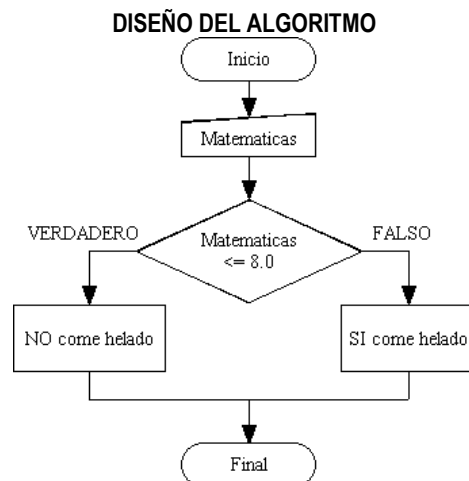 DISEÑO DEL ALGORITMO
Inicio
Matematicas
VERDADERO
Matematicas
<= 8.0
FALSO
NO come helado
SI come helado
Final